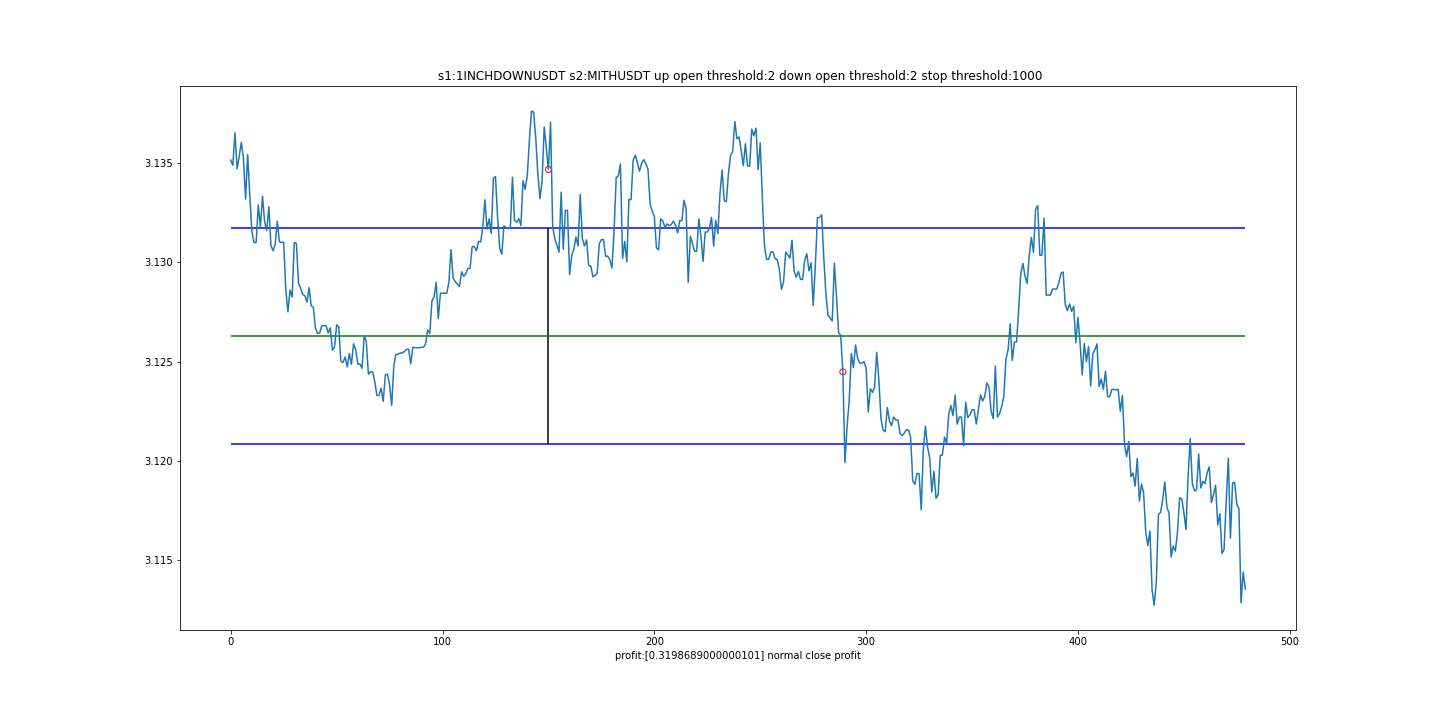 s1:1INCHDOWNUSDT s2:MITHUSDT up open threshold:2 down open threshold:2 stop threshold:1000
3.135
3.130
3.125
3.120
3.115
0 100 200 300 400 500
profit:[0.3198689000000101] normal close profit